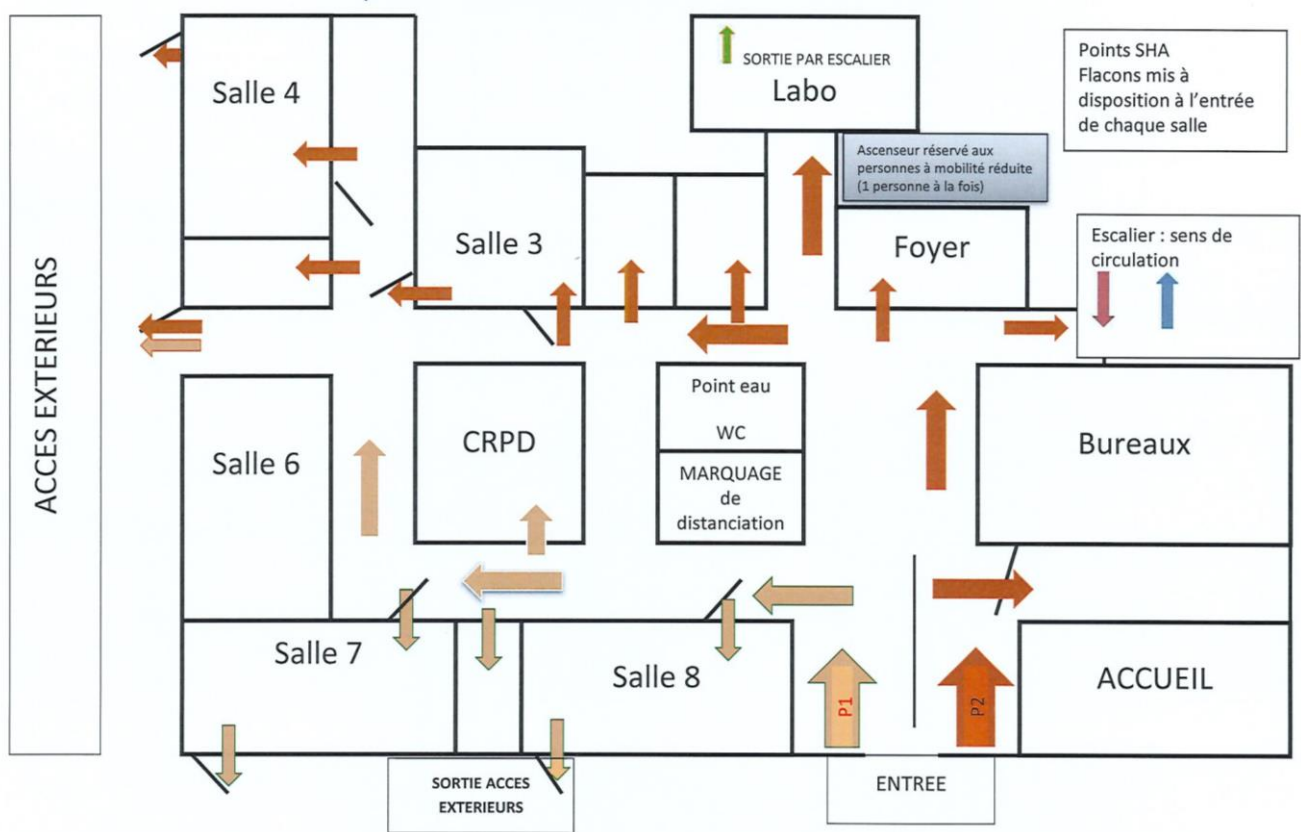 SORTIE PAR ESCALIER
Labo
Points SHA
Flacons mis à
disposition à l'entrée
de chaque salle
Salle 4
Ascenseur réservé aux
personnes à mobilité réduite
(1 personne à la fois)
Salle 3
Foyer
Escalier : sens de
circulation
ACCES EXTERIEURS
Point eau
WC
MARQUAGE
de
distanciation
CRPD
Salle 6
Bureaux
Salle 7
Salle 8
P1
P2
ACCUEIL
SORTIE ACCES
EXTERIEURS
ENTREE